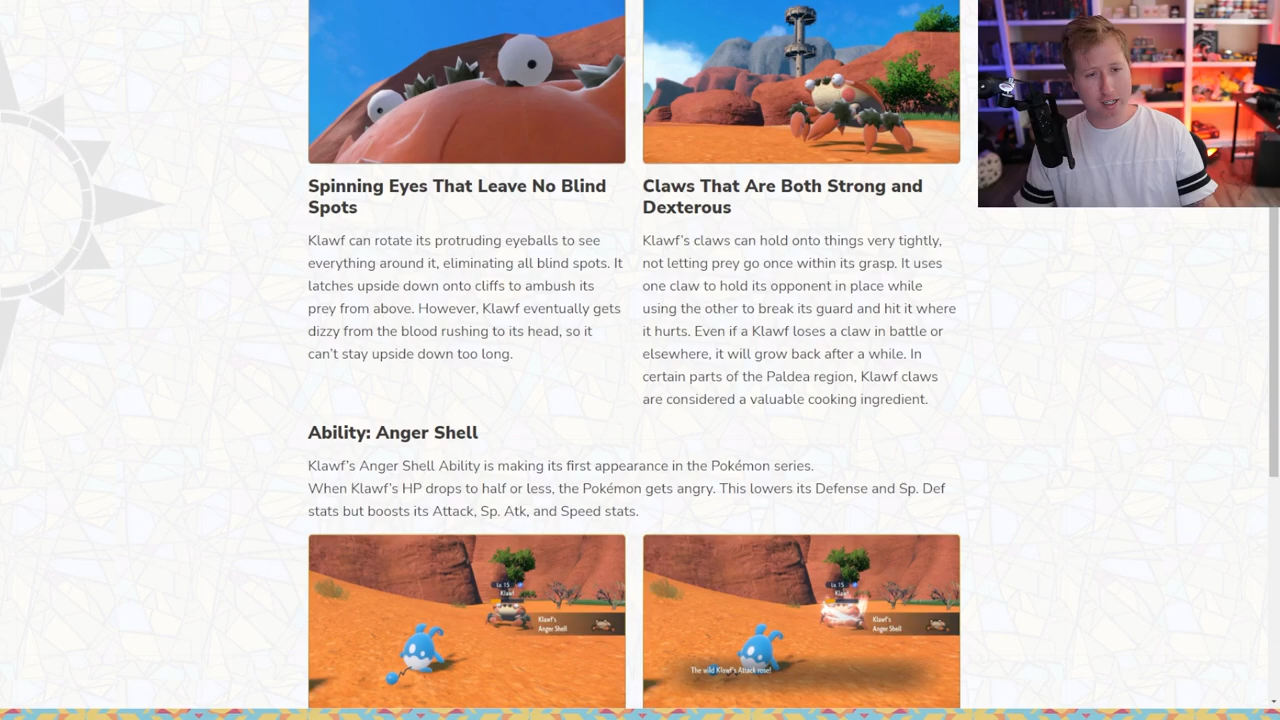 Spinning Eyes That Leave No Blind
Spots
Klawf can rotate its protruding eyeballs to see
everything around it, eliminating all blind spots. It
latches upside down onto cliffs to ambush its
prey from above. However, Klawf eventually gets
dizzy from the blood rushing to its head, so it
can’t stay upside down too long.
Claws That Are Both Strong and
Dexterous
Klawf’s claws can hold onto things very tightly,
not letting prey go once within its grasp. It uses
one claw to hold its opponent in place while
using the other to break its guard and hit it where
it hurts. Even if a Klawf loses a claw in battle or
elsewhere, it will grow back after a while. In
certain parts of the Paldea region, Klawf claws
are considered a valuable cooking ingredient.
Ability: Anger Shell
Klawf’s Anger Shell Ability is making its first appearance in the Pokémon series.
When Klawf’s HP drops to half or less, the Pokémon gets angry. This lowers its Defense and Sp. Def
stats but boosts its Attack, Sp. Atk, and Speed stats.
Lv. 15
Klawf
Klawf's
Anger Shell
Lv. 15
Klawf
Klawf's
Anger Shell
The wild Klawf's Attack rose!